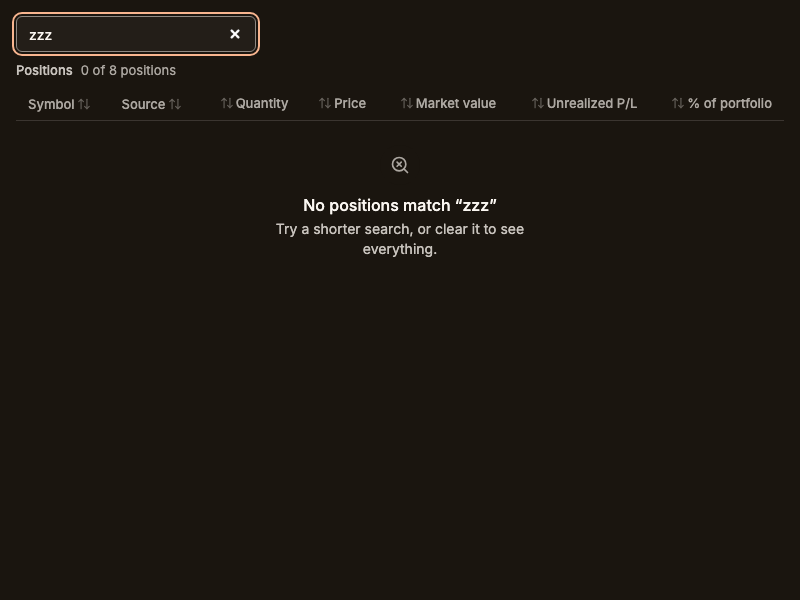 zzz
Positions 0 of 8 positions
Symbol Source Quantity Price Market value Unrealized P/L % of portfolio
No positions match “zzz”
Try a shorter search, or clear it to see
everything.